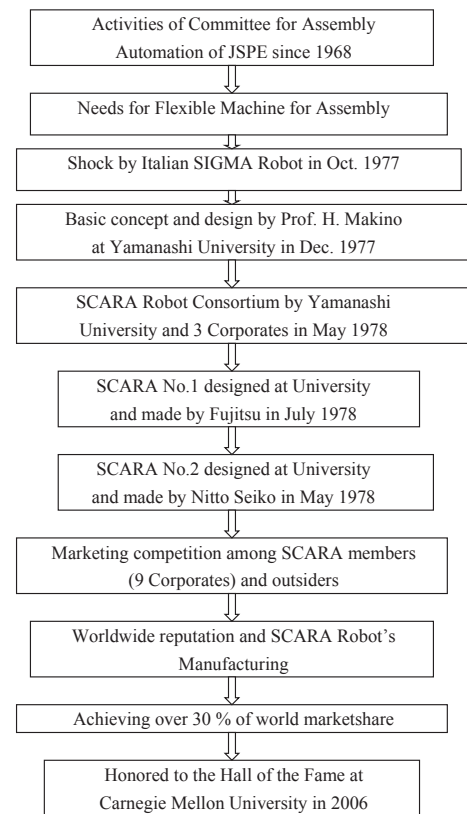 Activities of Committee for Assembly
Automation of JSPE since 1968
Needs for Flexible Machine for Assembly
Shock by Italian SIGMA Robot in Oct. 1977
Basic concept and design by Prof. H. Makino
at Yamanashi University in Dec. 1977
SCARA Robot Consortium by Yamanashi
University and 3 Corporates in May 1978
SCARA No.1 designed at University
and made by Fujitsu in July 1978
SCARA No.2 designed at University
and made by Nitto Seiko in May 1978
Marketing competition among SCARA members
(9 Corporates) and outsiders
Worldwide reputation and SCARA Robot's
Manufacturing
Achieving over 30 % of world marketshare
Honored to the Hall of the Fame at
Carnegie Mellon University in 2006